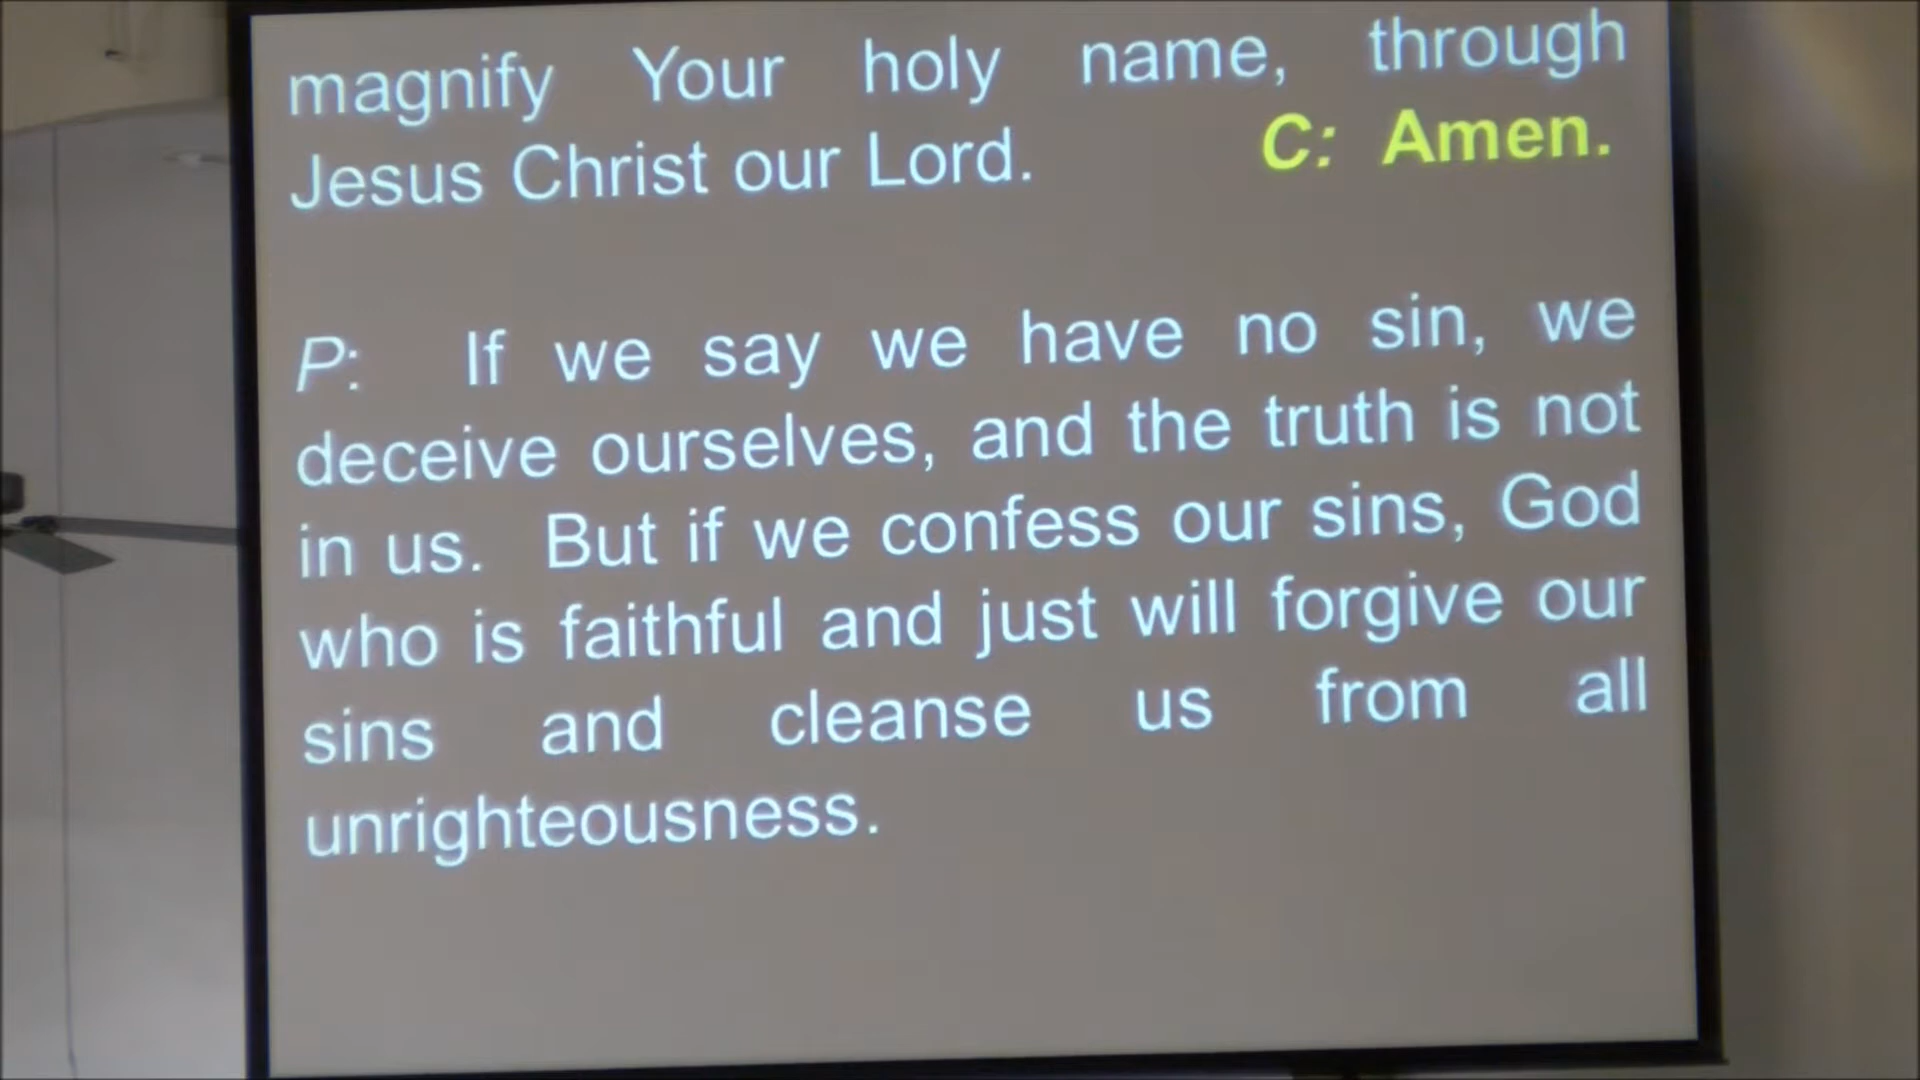 magnify Your holy name, through
Jesus Christ our Lord. C: Amen.
P: If we say we have no sin, we
deceive ourselves, and the truth is not
in us. But if we confess our sins, God
who is faithful and just will forgive our
sins and cleanse us from all
unrighteousness.